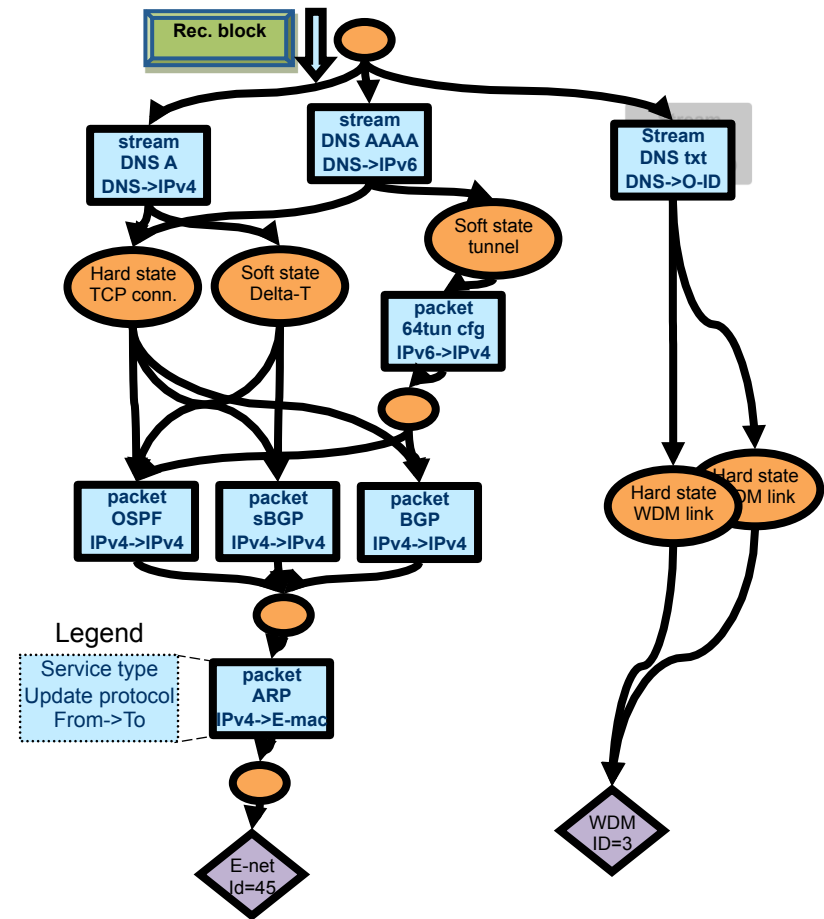 Rec. block
stream
DNS A
DNS->IPv4
stream
DNS AAAA
DNS->IPv6
Stream
DNS txt
DNS->O-ID
Hard state
TCP conn.
Soft state
Delta-T
Soft state
tunnel
packet
64tun cfg
IPv6->IPv4
packet
OSPF
IPv4->IPv4
packet
sBGP
IPv4->IPv4
packet
BGP
IPv4->IPv4
Hard state
WDM link
Hard state
link
Legend
Service type
Update protocol
From->To
packet
ARP
IPv4->E-mac
E-net
Id=45
WDM
ID=3